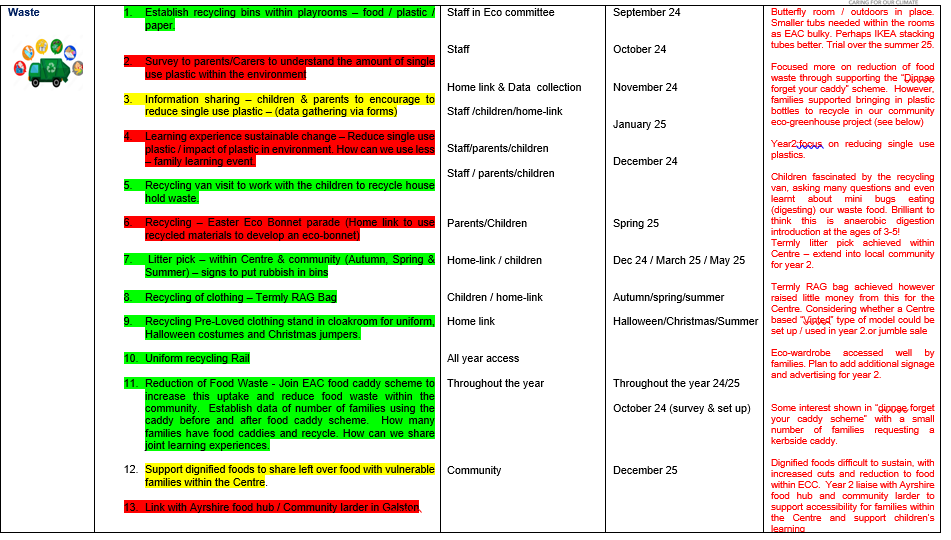 CARING FOR OUR CLIMATE
Waste
1. Establish recycling bins within playrooms – food / plastic /
paper.
2. Survey to parents/Carers to understand the amount of single
use plastic within the environment
3. Information sharing – children & parents to encourage to
reduce single use plastic – (data gathering via forms)
4. Learning experience sustainable change – Reduce single use
plastic / impact of plastic in environment. How can we use less
– family learning event.
5. Recycling van visit to work with the children to recycle house
hold waste.
6. Recycling – Easter Eco Bonnet parade (Home link to use
recycled materials to develop an eco-bonnet)
7. Litter pick – within Centre & community (Autumn, Spring &
Summer) – signs to put rubbish in bins
8. Recycling of clothing – Termly RAG Bag
9. Recycling Pre-Loved clothing stand in cloakroom for uniform,
Halloween costumes and Christmas jumpers.
10. Uniform recycling Rail
11. Reduction of Food Waste - Join EAC food caddy scheme to
increase this uptake and reduce food waste within the
community. Establish data of number of families using the
caddy before and after food caddy scheme. How many
families have food caddies and recycle. How can we share
joint learning experiences.
12. Support dignified foods to share left over food with vulnerable
families within the Centre.
13. Link with Ayrshire food hub / Community larder in Galston.
Staff in Eco committee
Staff
Home link & Data collection
Staff /children/home-link
Staff/parents/children
Staff / parents/children
Parents/Children
Home-link / children
Children / home-link
Home link
All year access
Throughout the year
Community
September 24
October 24
November 24
January 25
December 24
Spring 25
Dec 24 / March 25 / May 25
Autumn/spring/summer
Halloween/Christmas/Summer
Throughout the year 24/25
October 24 (survey & set up)
December 25
Butterfly room / outdoors in place.
Smaller tubs needed within the rooms
as EAC bulky. Perhaps IKEA stacking
tubes better. Trial over the summer 25.
Focused more on reduction of food
waste through supporting the “Dinnae
forget your caddy” scheme. However,
families supported bringing in plastic
bottles to recycle in our community
eco-greenhouse project (see below)
Year2 focus on reducing single use
plastics.
Children fascinated by the recycling
van, asking many questions and even
learnt about mini bugs eating
(digesting) our waste food. Brilliant to
think this is anaerobic digestion
introduction at the ages of 3-5!
Termly litter pick achieved within
Centre – extend into local community
for year 2.
Termly RAG bag achieved however
raised little money from this for the
Centre. Considering whether a Centre
based “Vinted” type of model could be
set up / used in year 2.or jumble sale
Eco-wardrobe accessed well by
families. Plan to add additional signage
and advertising for year 2.
Some interest shown in “dinnae forget
your caddy scheme” with a small
number of families requesting a
kerbside caddy.
Dignified foods difficult to sustain, with
increased cuts and reduction to food
within ECC. Year 2 liaise with Ayrshire
food hub and community larder to
support accessibility for families within
the Centre and support children’s
learning